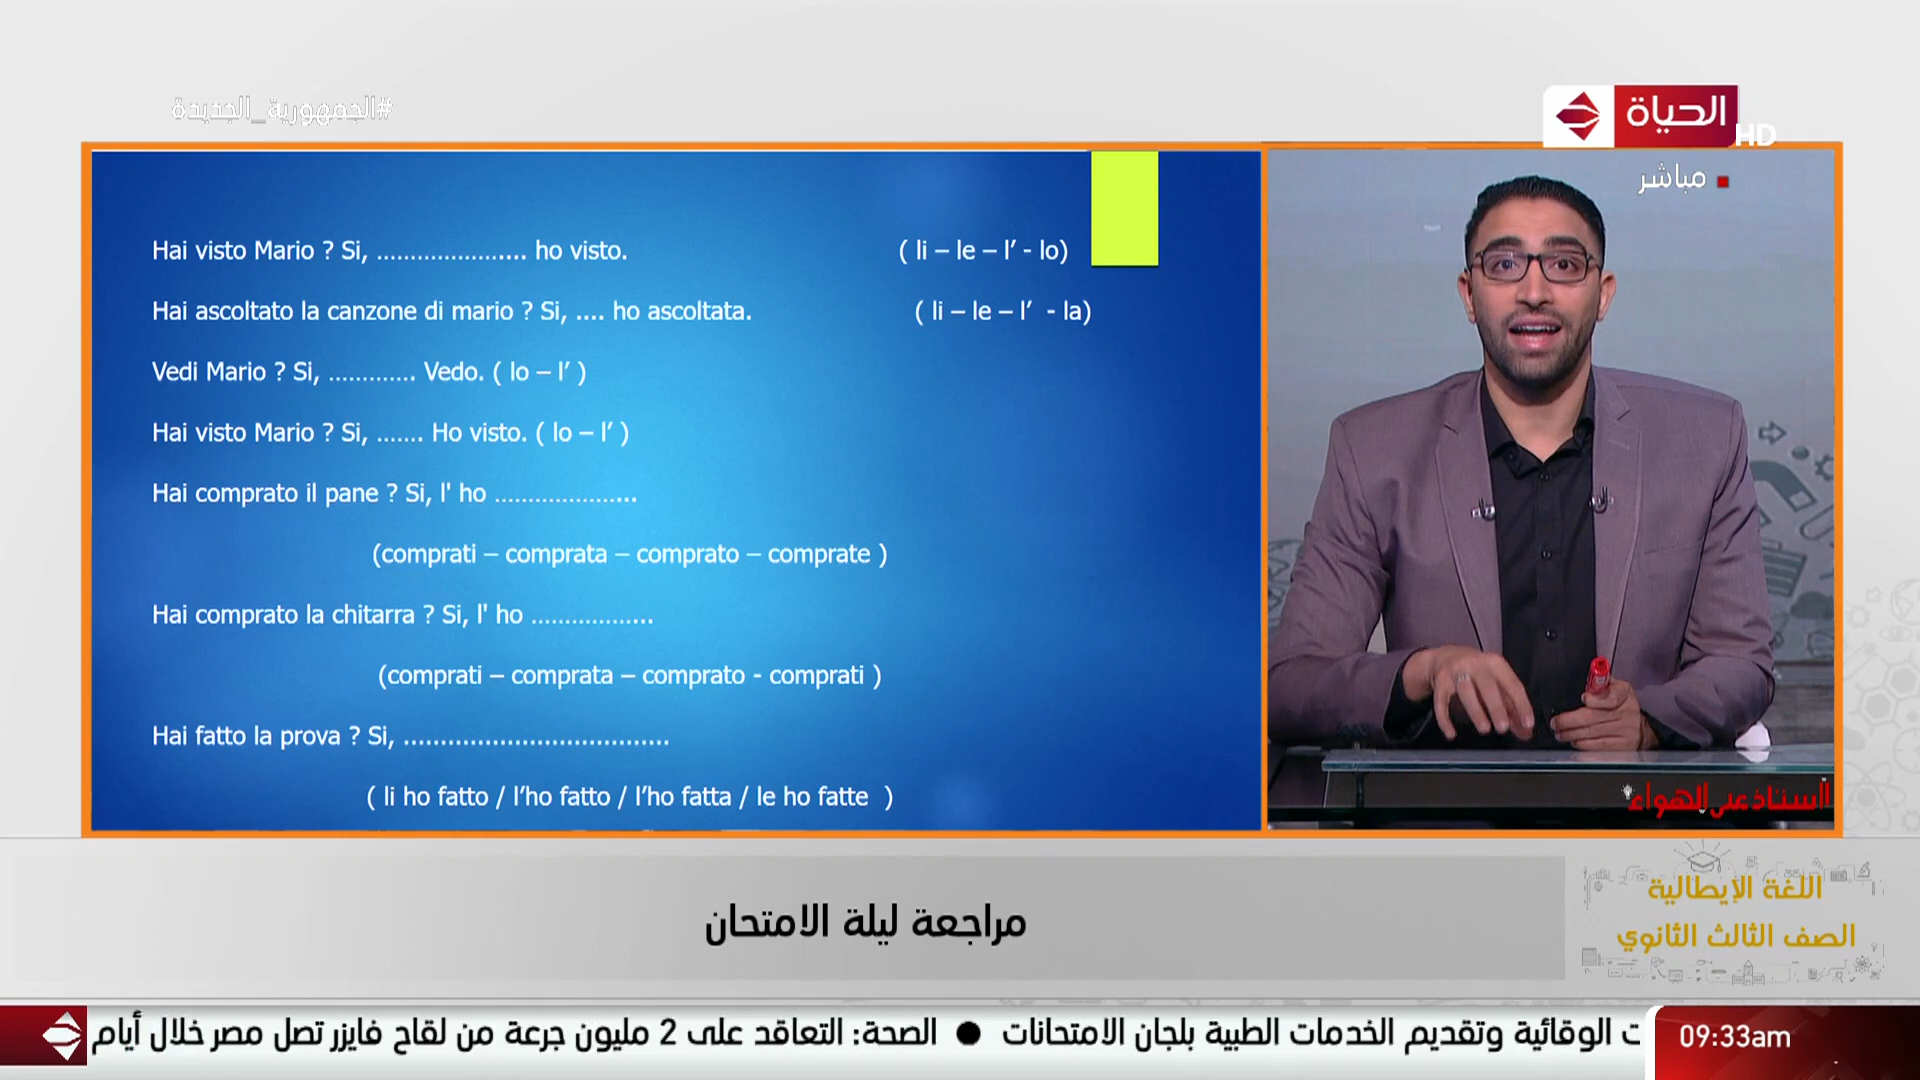 #الجمهورية_الجديدة
الحياة
HD
مباشر
Hai visto Mario ? Si, ...................... ho visto. ( li – le – l’ - lo)
Hai ascoltato la canzone di mario ? Si, .... ho ascoltata. ( li – le – l’ - la)
Vedi Mario ? Si, ............. Vedo. ( lo – l’ )
Hai visto Mario ? Si, ....... Ho visto. ( lo – l’ )
Hai comprato il pane ? Si, l' ho .....................
(comprati – comprata – comprato – comprate )
Hai comprato la chitarra ? Si, l' ho ..................
(comprati – comprata – comprato - comprati )
Hai fatto la prova ? Si, ....................................
( li ho fatto / l’ho fatto / l’ho fatta / le ho fatte )
الستاذ على الهواء
مراجعة ليلة الامتحان
اللغة الإيطالية
الصف الثالث الثانوي
ت الوقائية وتقديم الخدمات الطبية بلجان الامتحانات ● الصحة: التعاقد على 2 مليون جرعة من لقاح فايزر تصل مصر خلال أيام
09:33am